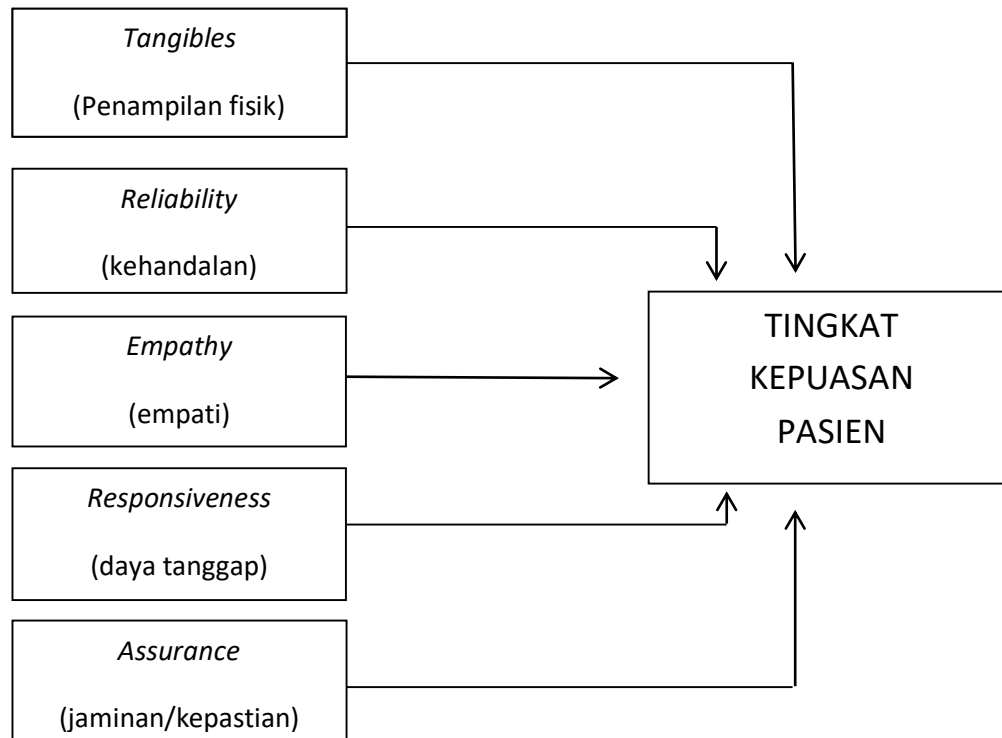 Tangibles
(Penampilan fisik)
Reliability
(kehandalan)
Empathy
(empati)
Responsiveness
(daya tanggap)
Assurance
(jaminan/kepastian)
TINGKAT
KEPUASAN
PASIEN